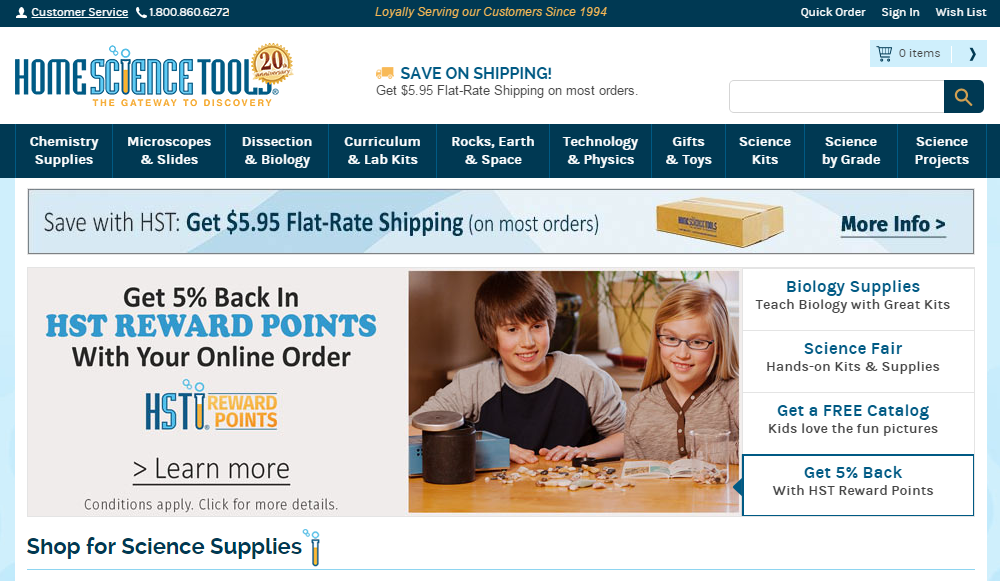 Customer Service 1.800.860.6272
Loyally Serving our Customers Since 1994
Quick Order Sign In Wish List
HOME SCIENCE TOOLS®
20th anniversary
THE GATEWAY TO DISCOVERY
SAVE ON SHIPPING!
Get $5.95 Flat-Rate Shipping on most orders.
0 items
Chemistry
Supplies
Microscopes
& Slides
Dissection
& Biology
Curriculum
& Lab Kits
Rocks, Earth
& Space
Technology
& Physics
Gifts
& Toys
Science
Kits
Science
by Grade
Science
Projects
Save with HST: Get $5.95 Flat-Rate Shipping (on most orders)
HOME SCIENCE TOOLS
More Info >
Get 5% Back In
HST REWARD POINTS
With Your Online Order
HST® REWARD
POINTS
> Learn more
Conditions apply. Click for more details.
Biology Supplies
Teach Biology with Great Kits
Science Fair
Hands-on Kits & Supplies
Get a FREE Catalog
Kids love the fun pictures
Get 5% Back
With HST Reward Points
Shop for Science Supplies